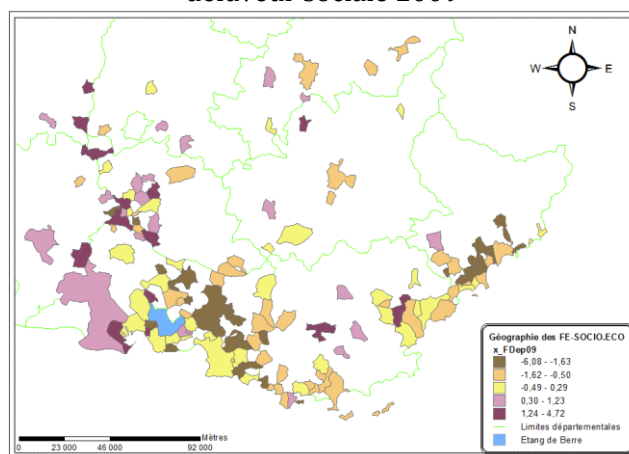 N
W E
S
Géographie des FE-SOCIO.ECO
x_FDep09
-6,08 - -1,63
-1,62 - -0,50
-0,49 - 0,29
0,30 - 1,23
1,24 - 4,72
Limites départementales
Etang de Berre
Mètres
0 23 000 46 000 92 000